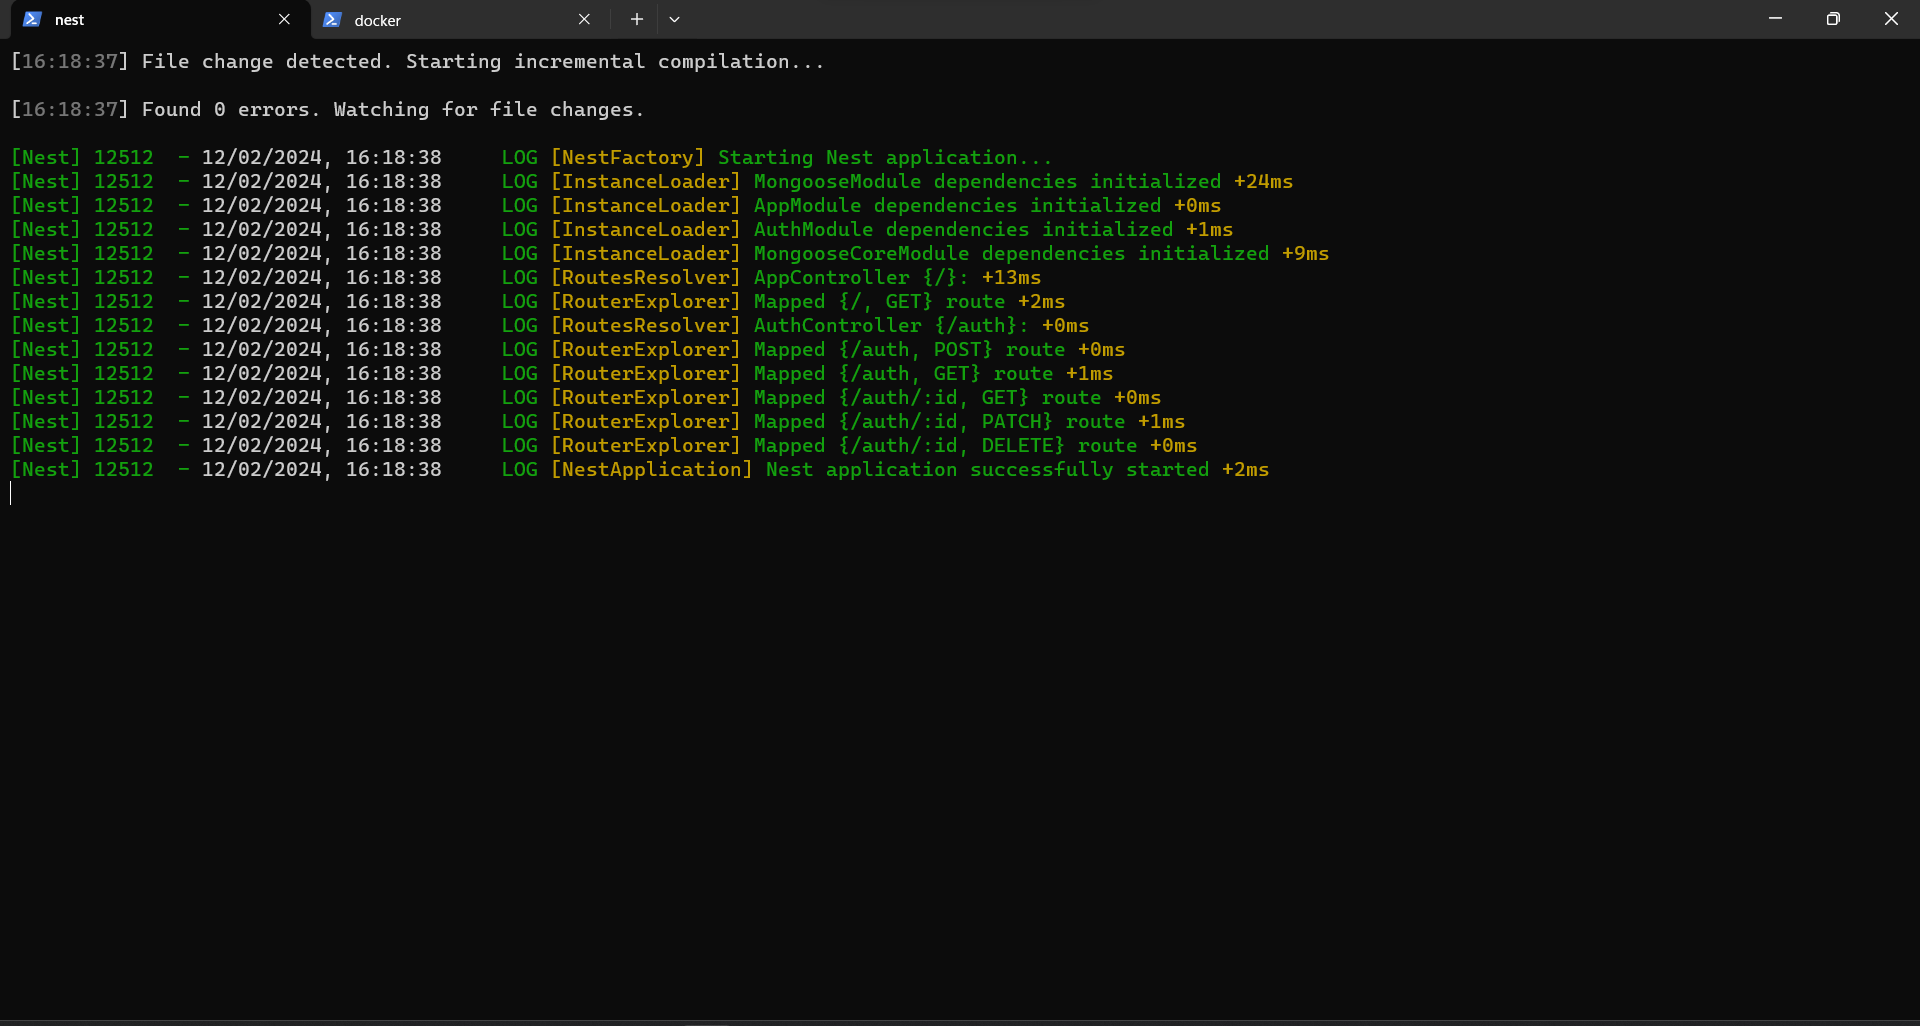 nest
docker
[16:18:37] File change detected. Starting incremental compilation...
[16:18:37] Found 0 errors. Watching for file changes.
[Nest] 12512  - 12/02/2024, 16:18:38     LOG [NestFactory] Starting Nest application...
[Nest] 12512  - 12/02/2024, 16:18:38     LOG [InstanceLoader] MongooseModule dependencies initialized +24ms
[Nest] 12512  - 12/02/2024, 16:18:38     LOG [InstanceLoader] AppModule dependencies initialized +0ms
[Nest] 12512  - 12/02/2024, 16:18:38     LOG [InstanceLoader] AuthModule dependencies initialized +1ms
[Nest] 12512  - 12/02/2024, 16:18:38     LOG [InstanceLoader] MongooseCoreModule dependencies initialized +9ms
[Nest] 12512  - 12/02/2024, 16:18:38     LOG [RoutesResolver] AppController {/}: +13ms
[Nest] 12512  - 12/02/2024, 16:18:38     LOG [RouterExplorer] Mapped {/, GET} route +2ms
[Nest] 12512  - 12/02/2024, 16:18:38     LOG [RoutesResolver] AuthController {/auth}: +0ms
[Nest] 12512  - 12/02/2024, 16:18:38     LOG [RouterExplorer] Mapped {/auth, POST} route +0ms
[Nest] 12512  - 12/02/2024, 16:18:38     LOG [RouterExplorer] Mapped {/auth, GET} route +1ms
[Nest] 12512  - 12/02/2024, 16:18:38     LOG [RouterExplorer] Mapped {/auth/:id, GET} route +0ms
[Nest] 12512  - 12/02/2024, 16:18:38     LOG [RouterExplorer] Mapped {/auth/:id, PATCH} route +1ms
[Nest] 12512  - 12/02/2024, 16:18:38     LOG [RouterExplorer] Mapped {/auth/:id, DELETE} route +0ms
[Nest] 12512  - 12/02/2024, 16:18:38     LOG [NestApplication] Nest application successfully started +2ms